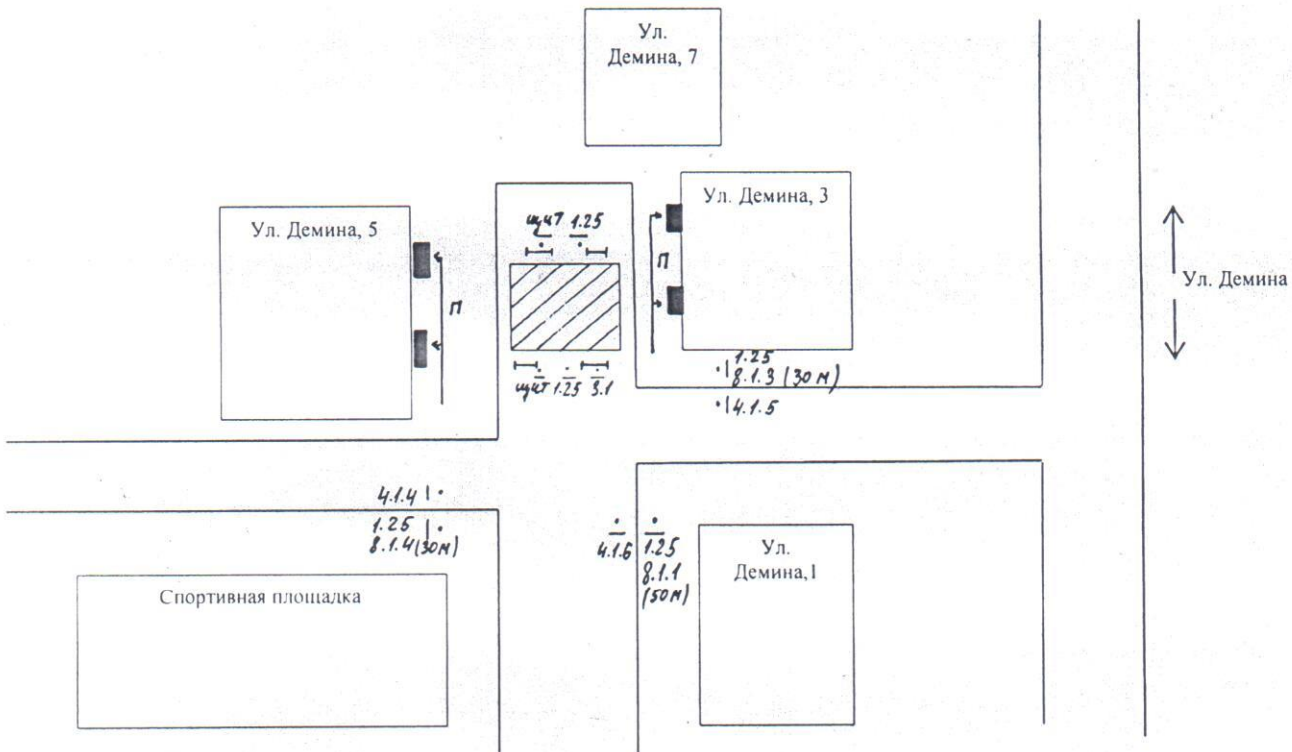 Ул.
Демина, 7
Ул. Демина, 5
щит 1.25
Ул. Демина, 3
П
П
Ул. Демина
щит 1.25 3.1
1.25
8.1.3 (30 м)
4.1.5
4.1.4
1.25
8.1.4 (30м)
4.1.6
1.25
8.1.1
(50м)
Ул.
Демина,1
Спортивная площадка